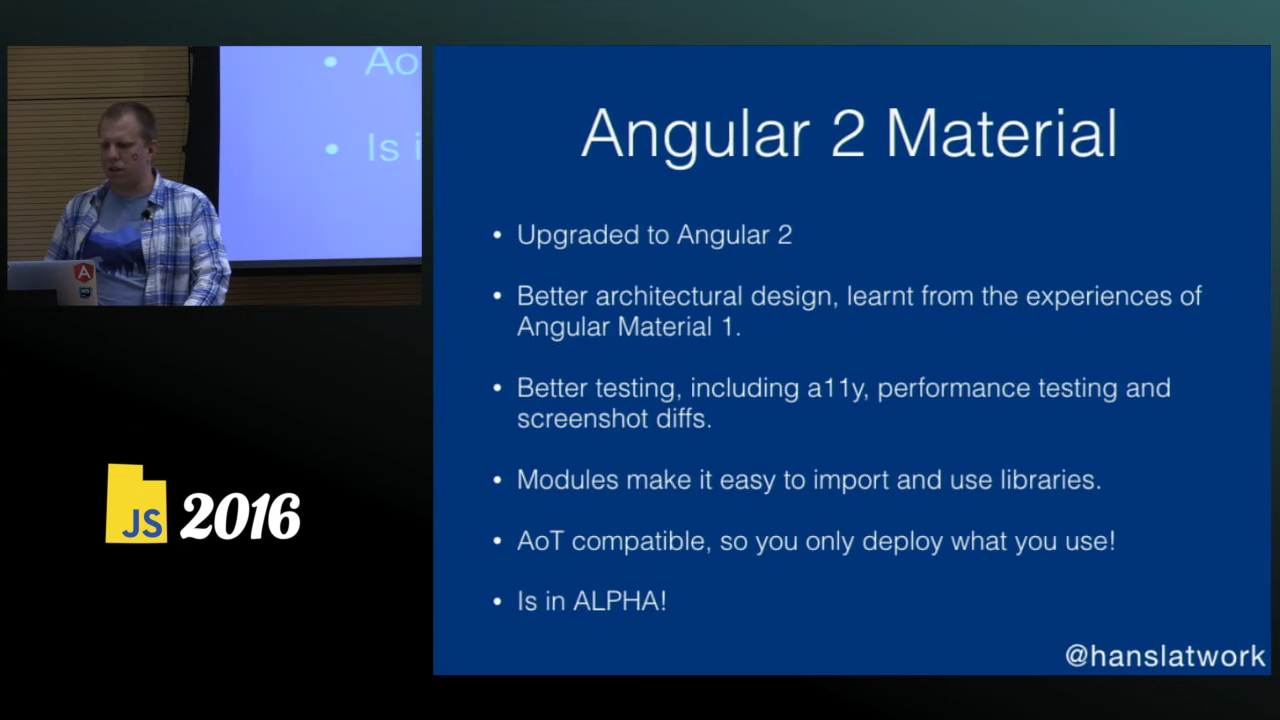 Ao
Is i
Angular 2 Material
• Upgraded to Angular 2
• Better architectural design, learnt from the experiences of
Angular Material 1.
• Better testing, including a11y, performance testing and
screenshot diffs.
• Modules make it easy to import and use libraries.
• AoT compatible, so you only deploy what you use!
• Is in ALPHA!
@hanslatwork
JS 2016